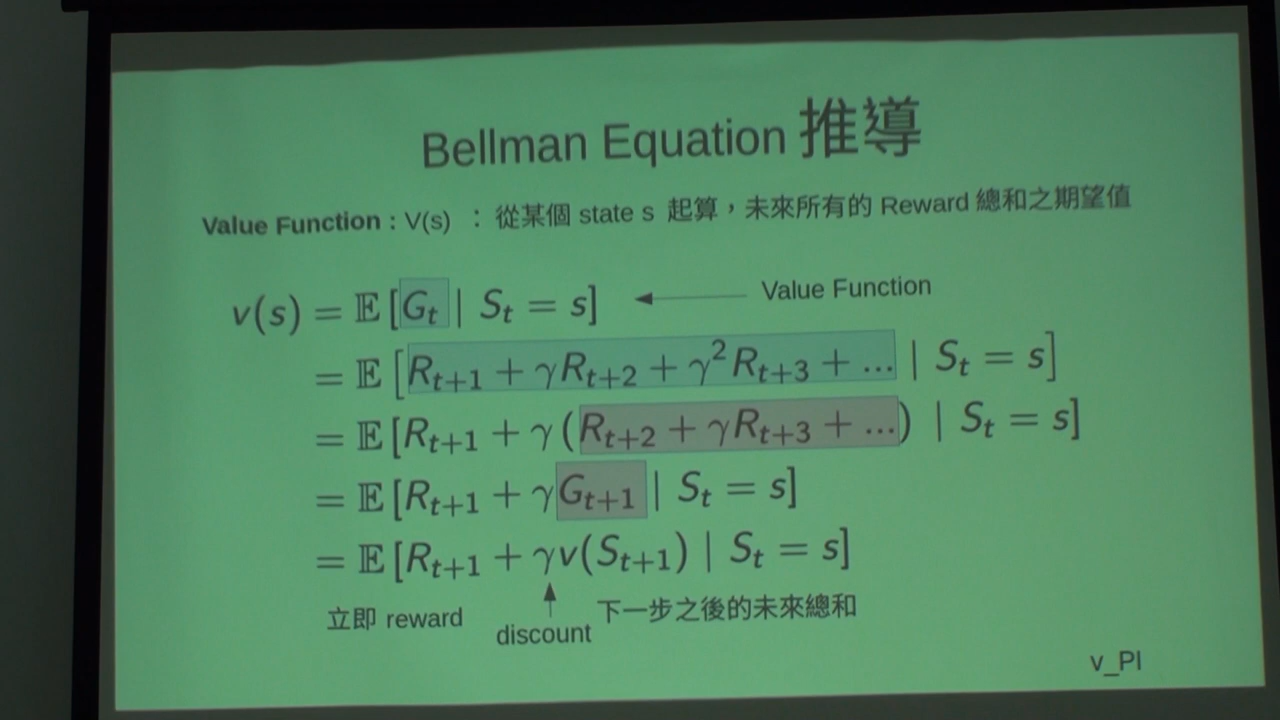 Bellman Equation 推導
Value Function : V(s) ： 從某個 state s 起算，未來所有的 Reward 總和之期望值
v(s) = 𝔼 [G_t | S_t = s] Value Function
= 𝔼 [R_{t+1} + γR_{t+2} + γ²R_{t+3} + ... | S_t = s]
= 𝔼 [R_{t+1} + γ (R_{t+2} + γR_{t+3} + ...) | S_t = s]
= 𝔼 [R_{t+1} + γG_{t+1} | S_t = s]
= 𝔼 [R_{t+1} + γv(S_{t+1}) | S_t = s]
立即 reward
discount
下一步之後的未來總和
v_PI